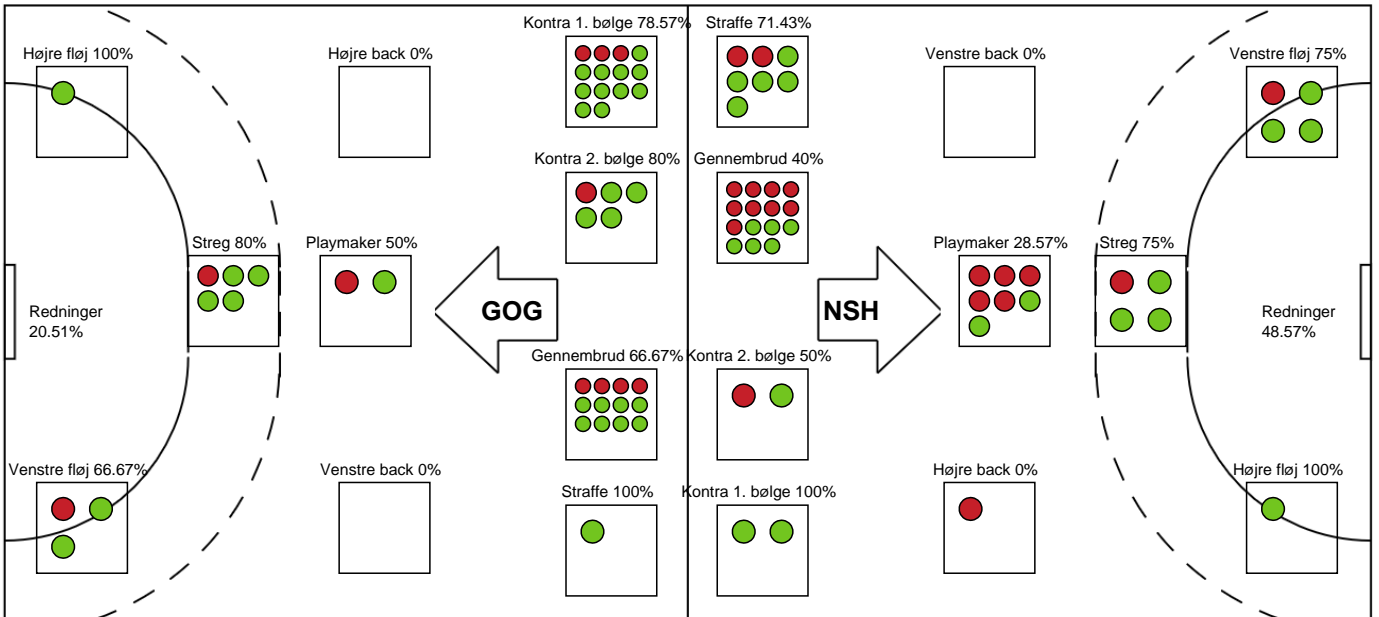 Kontra 1. bølge 78.57%
Straffe 71.43%
Højre fløj 100%
Højre back 0%
Venstre back 0%
Venstre fløj 75%
Kontra 2. bølge 80%
Gennembrud 40%
Streg 80%
Playmaker 50%
Playmaker 28.57%
Streg 75%
Redninger
20.51%
GOG
NSH
Redninger
48.57%
Gennembrud 66.67%
Kontra 2. bølge 50%
Venstre fløj 66.67%
Venstre back 0%
Straffe 100%
Kontra 1. bølge 100%
Højre back 0%
Højre fløj 100%